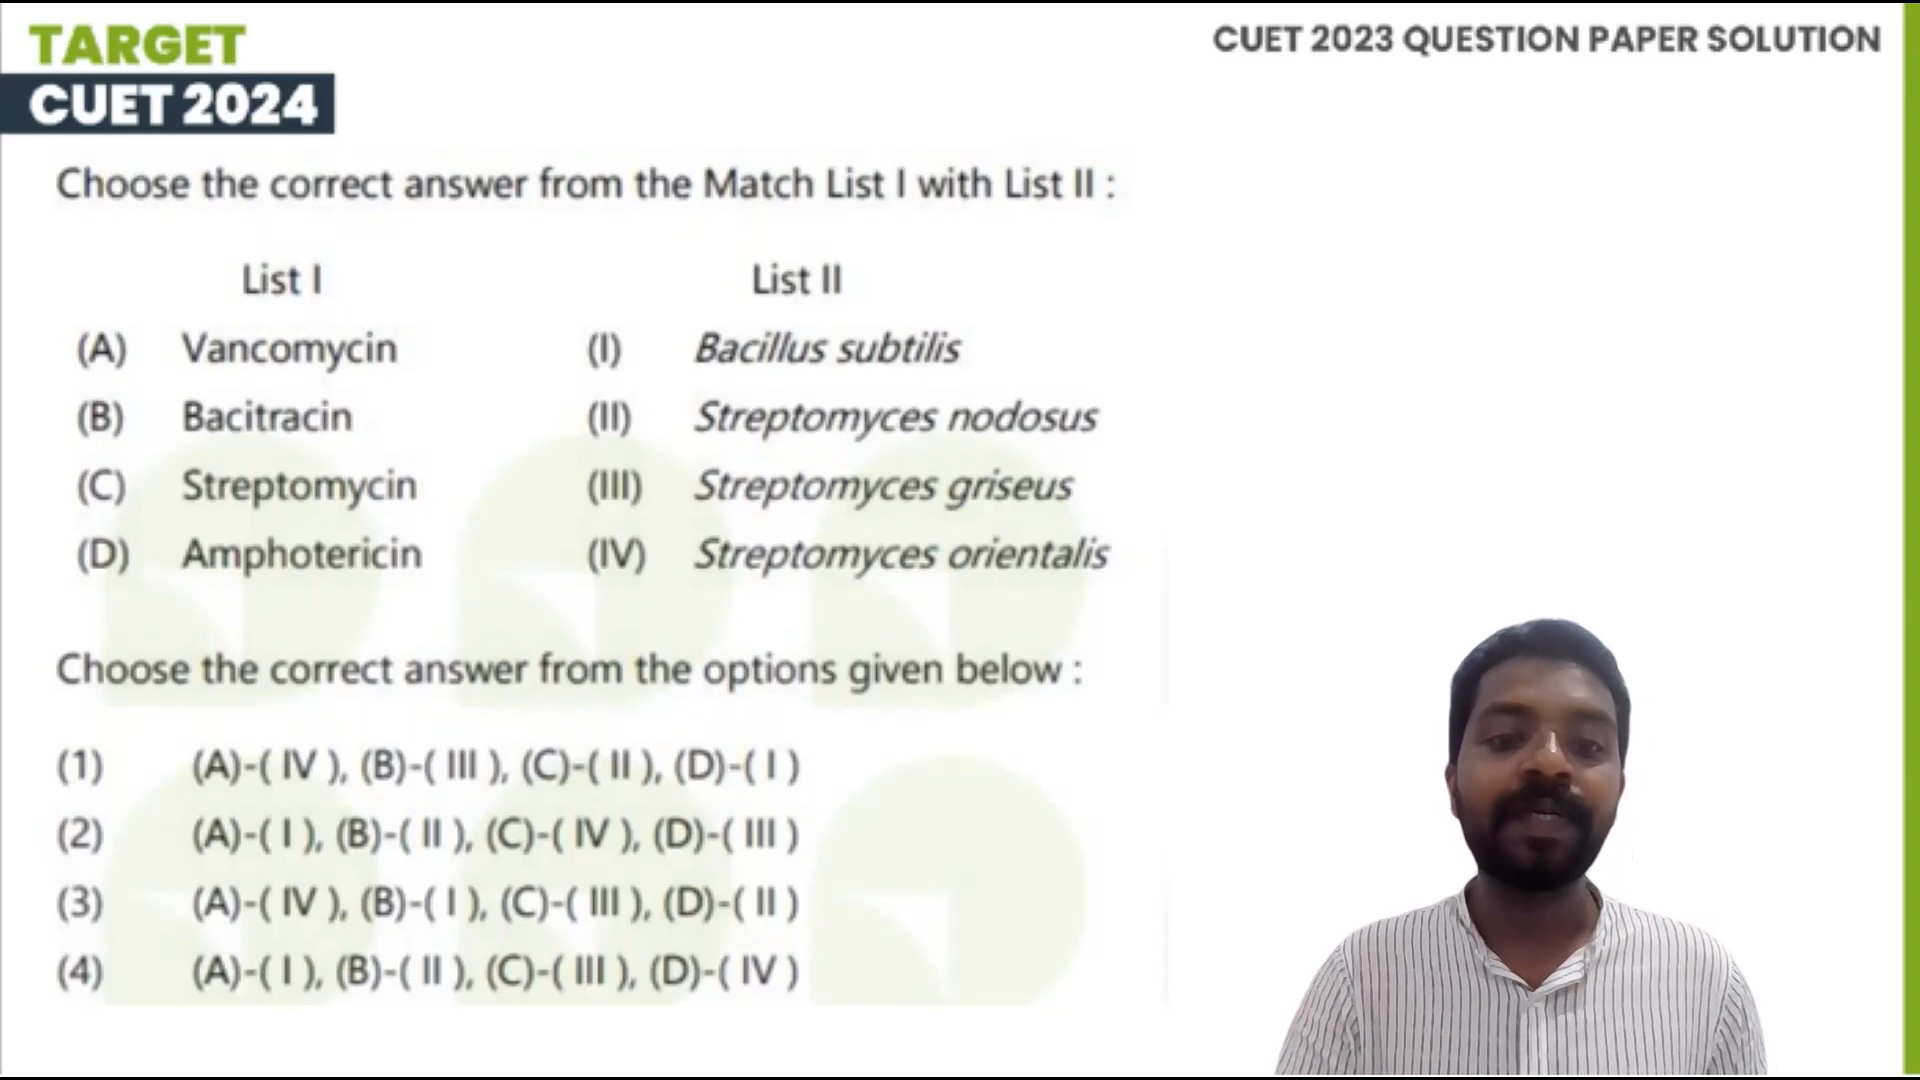 TARGET
CUET 2024
CUET 2023 QUESTION PAPER SOLUTION
Choose the correct answer from the Match List I with List II :
List I List II
(A) Vancomycin (I) Bacillus subtilis
(B) Bacitracin (II) Streptomyces nodosus
(C) Streptomycin (III) Streptomyces griseus
(D) Amphotericin (IV) Streptomyces orientalis
Choose the correct answer from the options given below :
(1) (A)-( IV ), (B)-( III ), (C)-( II ), (D)-( I )
(2) (A)-( I ), (B)-( II ), (C)-( IV ), (D)-( III )
(3) (A)-( IV ), (B)-( I ), (C)-( III ), (D)-( II )
(4) (A)-( I ), (B)-( II ), (C)-( III ), (D)-( IV )